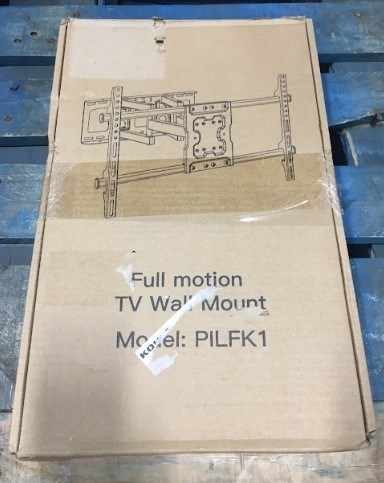 Full motion
TV Wall Mount
Model: PILFK1